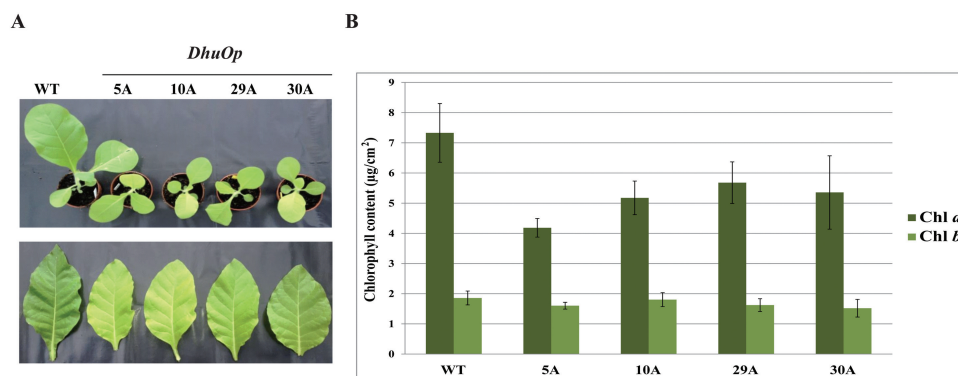 A
DhuOp
WT 5A 10A 29A 30A
B
Chlorophyll content (µg/cm²)
9
8
7
6
5
4
3
2
1
0
WT 5A 10A 29A 30A
Chl a
Chl b